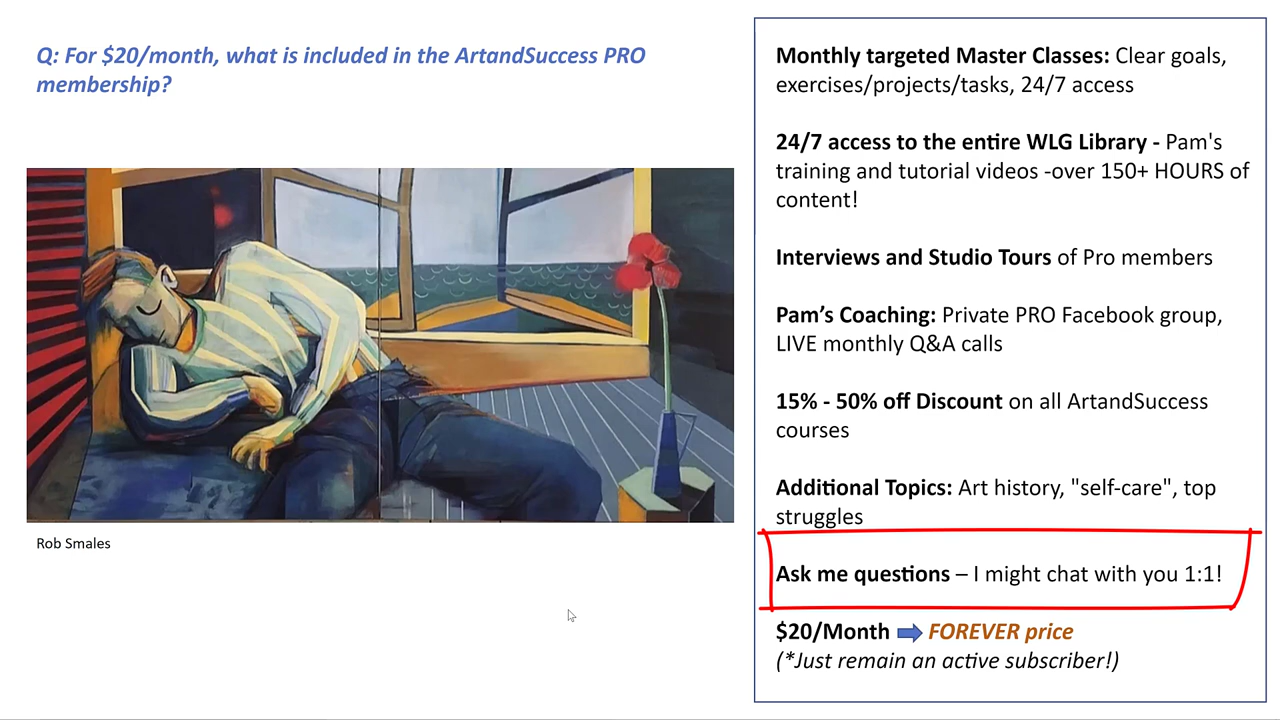 Q: For $20/month, what is included in the ArtandSuccess PRO
membership?
Rob Smales
Monthly targeted Master Classes: Clear goals,
exercises/projects/tasks, 24/7 access
24/7 access to the entire WLG Library - Pam's
training and tutorial videos -over 150+ HOURS of
content!
Interviews and Studio Tours of Pro members
Pam’s Coaching: Private PRO Facebook group,
LIVE monthly Q&A calls
15% - 50% off Discount on all ArtandSuccess
courses
Additional Topics: Art history, "self-care", top
struggles
Ask me questions – I might chat with you 1:1!
$20/Month FOREVER price
(*Just remain an active subscriber!)